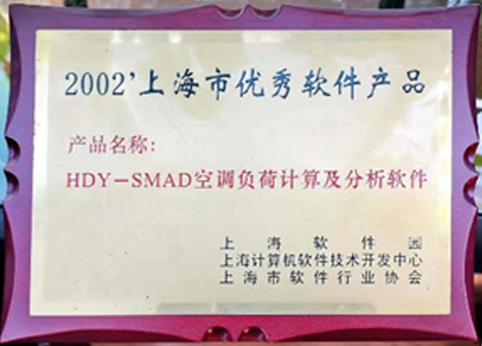 2002'上海市优秀软件产品
产品名称：
HDY－SMAD空调负荷计算及分析软件
上海软件园
上海计算机软件技术开发中心
上海市软件行业协会